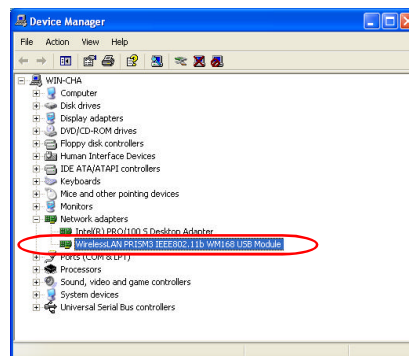 Device Manager
File Action View Help
WIN-CHA
Computer
Disk drives
Display adapters
DVD/CD-ROM drives
Floppy disk controllers
Human Interface Devices
IDE ATA/ATAPI controllers
Keyboards
Mice and other pointing devices
Monitors
Network adapters
Intel(R) PRO/100 S Desktop Adapter
WirelessLAN PRISM3 IEEE802.11b WM168 USB Module
Ports (COM & LPT)
Processors
Sound, video and game controllers
System devices
Universal Serial Bus controllers